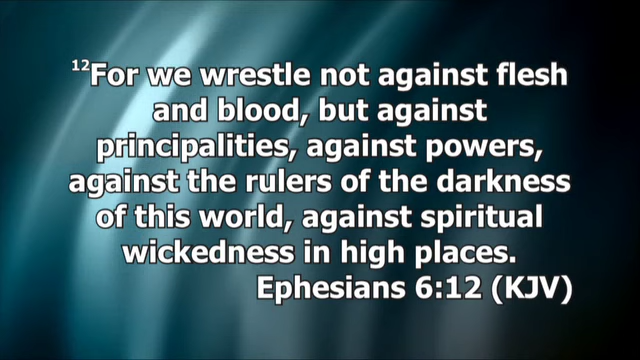 ¹²For we wrestle not against flesh
and blood, but against
principalities, against powers,
against the rulers of the darkness
of this world, against spiritual
wickedness in high places.
Ephesians 6:12 (KJV)